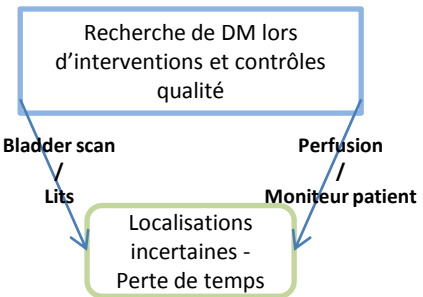 Recherche de DM lors
d’interventions et contrôles
qualité
Bladder scan
/
Lits
Perfusion
/
Moniteur patient
Localisations
incertaines -
Perte de temps